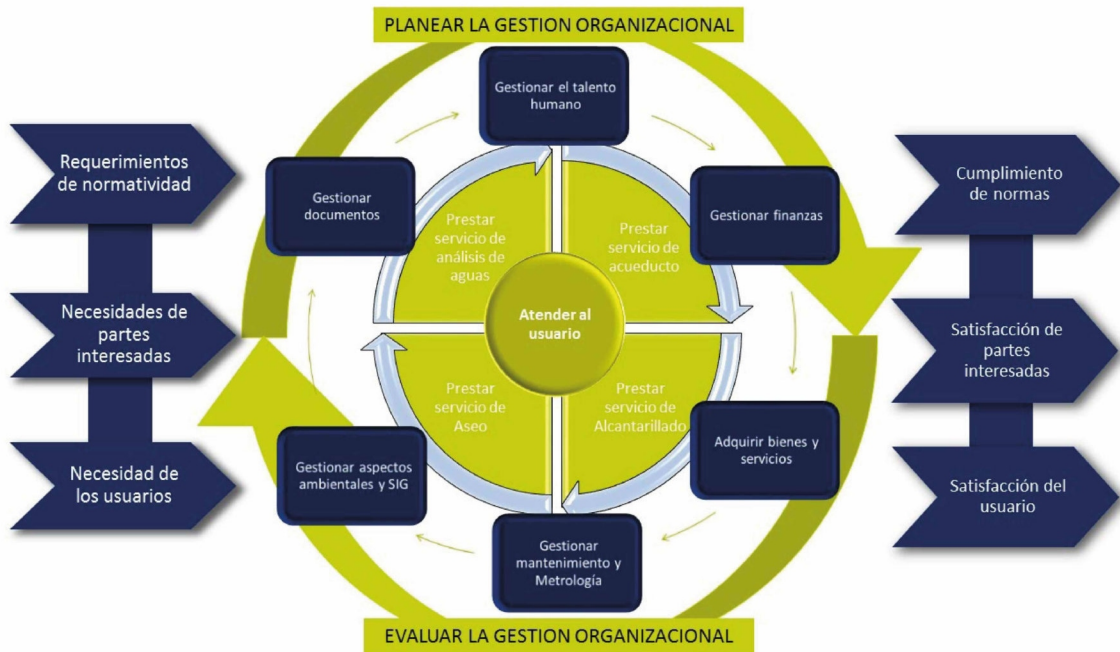 PLANEAR LA GESTION ORGANIZACIONAL
Requerimientos
de normatividad
Necesidades de
partes
interesadas
Necesidad de
los usuarios
Gestionar el talento
humano
Gestionar finanzas
Adquirir bienes y
servicios
Gestionar
mantenimiento y
Metrología
Gestionar aspectos
ambientales y SIG
Gestionar
documentos
Prestar
servicio de
análisis de
aguas
Prestar
servicio de
acueducto
Atender al
usuario
Prestar
servicio de
Aseo
Prestar
servicio de
Alcantarillado
Cumplimiento
de normas
Satisfacción de
partes
interesadas
Satisfacción del
usuario
EVALUAR LA GESTION ORGANIZACIONAL